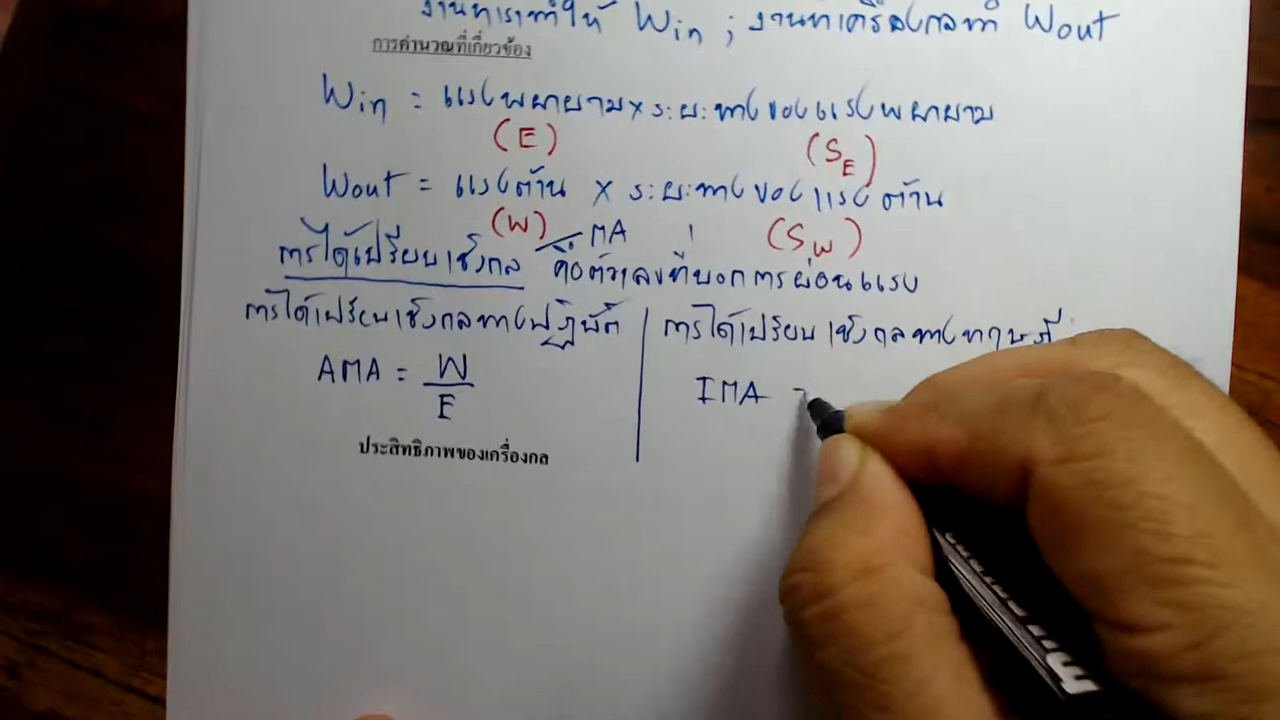 งานที่เราทำให้ Win ; งานที่เครื่องกลทำ Wout
การคำนวณที่เกี่ยวข้อง
Win = แรงพยายาม x ระยะทางของแรงพยายาม
(E) (SE)
Wout = แรงต้าน x ระยะทางของแรงต้าน
(W) MA (SW)
การได้เปรียบเชิงกล คือตัวเลขที่บอกการผ่อนแรง
การได้เปรียบเชิงกลทางปฏิบัติ การได้เปรียบเชิงกลทางทฤษฎี
AMA = W IMA =
E
ประสิทธิภาพของเครื่องกล